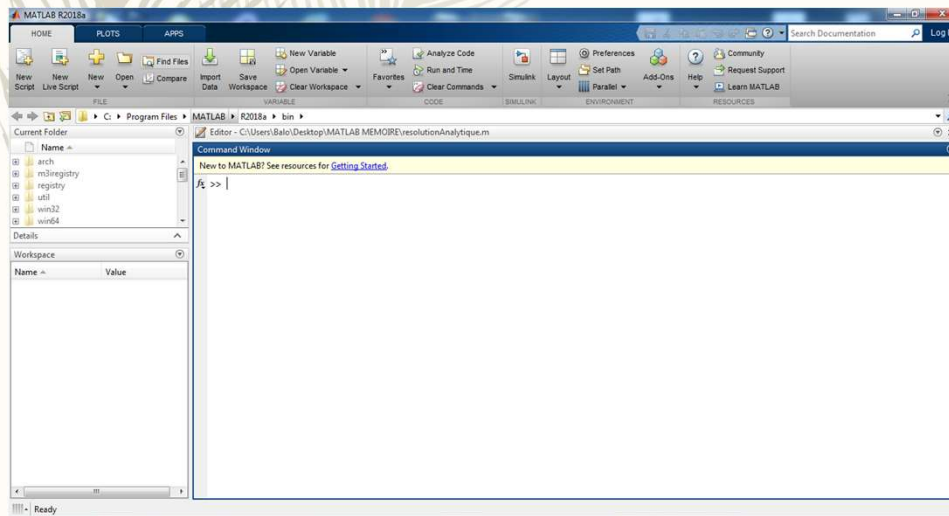 MATLAB R2018a
HOME PLOTS APPS
Search Documentation
Log
New Script
New Live Script
New
Open
Find Files
Compare
Import Data
Save Workspace
New Variable
Open Variable
Clear Workspace
Favorites
Analyze Code
Run and Time
Clear Commands
Simulink
Layout
Preferences
Set Path
Parallel
Add-Ons
Help
Community
Request Support
Learn MATLAB
FILE VARIABLE CODE SIMULINK ENVIRONMENT RESOURCES
C: Program Files MATLAB R2018a bin
Current Folder
Name
arch
m3iregistry
registry
util
win32
win64
Details
Workspace
Name Value
Editor - C:\Users\Balo\Desktop\MATLAB MEMOIRE\resolutionAnalytique.m
Command Window
New to MATLAB? See resources for Getting Started.
fx >>
Ready